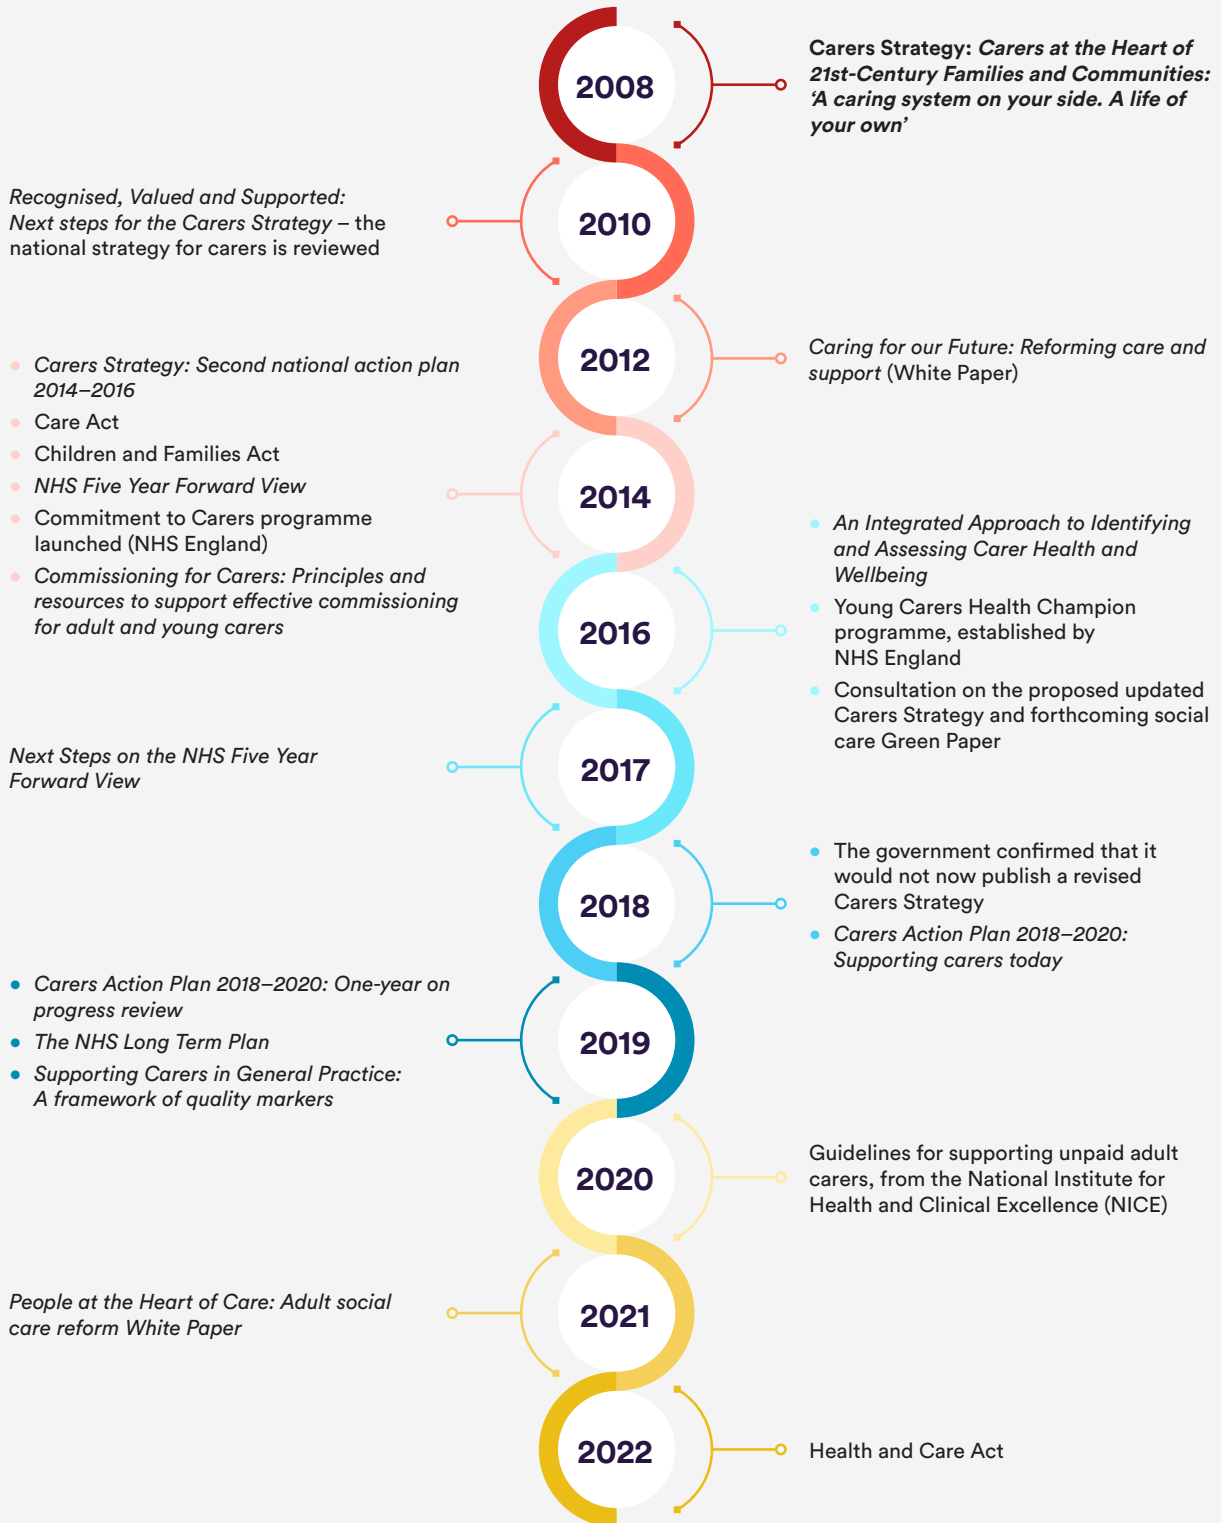 2008
Carers Strategy: Carers at the Heart of
21st-Century Families and Communities:
‘A caring system on your side. A life of
your own’
2010
Recognised, Valued and Supported:
Next steps for the Carers Strategy – the
national strategy for carers is reviewed
2012
Caring for our Future: Reforming care and
support (White Paper)
2014
• Carers Strategy: Second national action plan
2014–2016
• Care Act
• Children and Families Act
• NHS Five Year Forward View
• Commitment to Carers programme
launched (NHS England)
• Commissioning for Carers: Principles and
resources to support effective commissioning
for adult and young carers
2016
• An Integrated Approach to Identifying
and Assessing Carer Health and
Wellbeing
• Young Carers Health Champion
programme, established by
NHS England
• Consultation on the proposed updated
Carers Strategy and forthcoming social
care Green Paper
2017
Next Steps on the NHS Five Year
Forward View
2018
• The government confirmed that it
would not now publish a revised
Carers Strategy
• Carers Action Plan 2018–2020:
Supporting carers today
2019
• Carers Action Plan 2018–2020: One-year on
progress review
• The NHS Long Term Plan
• Supporting Carers in General Practice:
A framework of quality markers
2020
Guidelines for supporting unpaid adult
carers, from the National Institute for
Health and Clinical Excellence (NICE)
2021
People at the Heart of Care: Adult social
care reform White Paper
2022
Health and Care Act